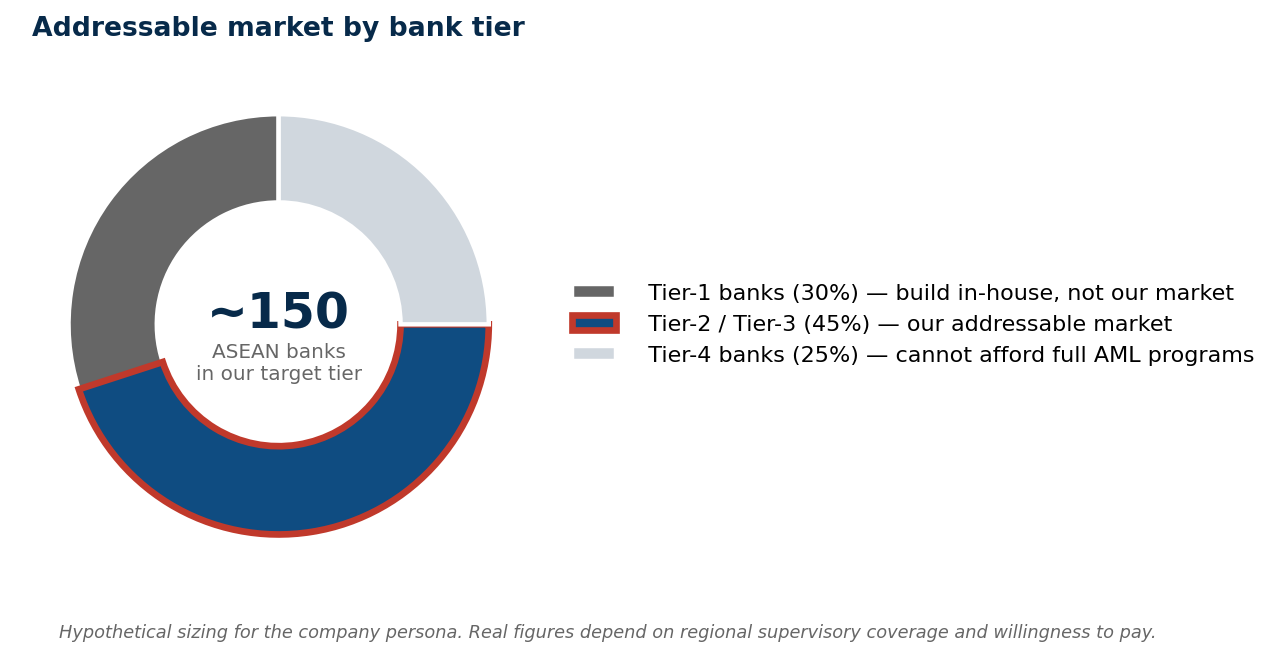 Addressable market by bank tier
~150
ASEAN banks
in our target tier
Tier-1 banks (30%) — build in-house, not our market
Tier-2 / Tier-3 (45%) — our addressable market
Tier-4 banks (25%) — cannot afford full AML programs
Hypothetical sizing for the company persona. Real figures depend on regional supervisory coverage and willingness to pay.